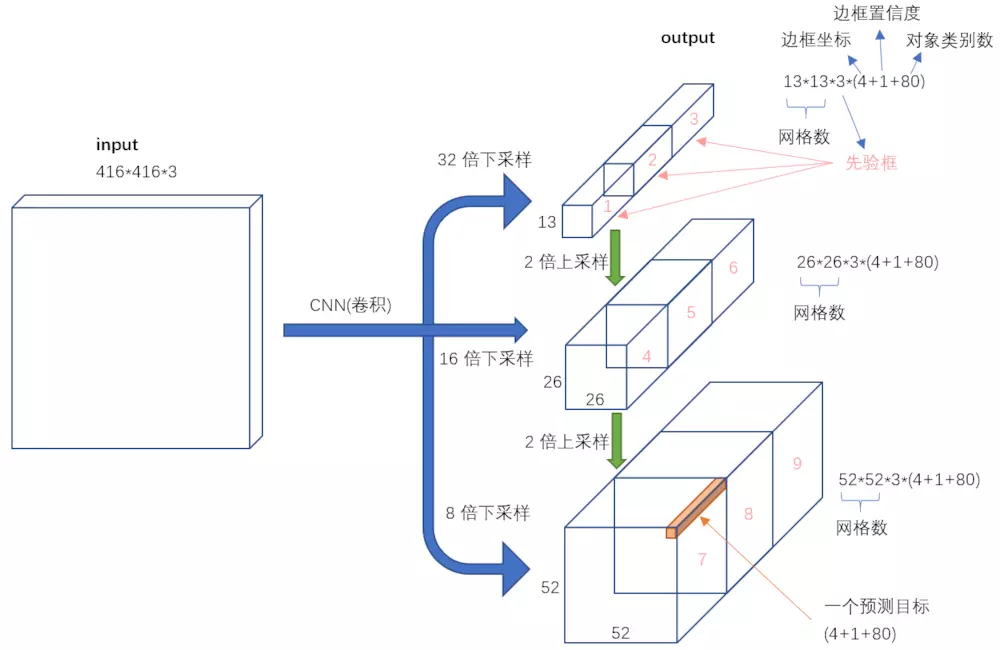 边框置信度
output
边框坐标
对象类别数
13*13*3*(4+1+80)
网格数
先验框
input
416*416*3
32 倍下采样
3
2
1
13
2 倍上采样
CNN(卷积)
16 倍下采样
6
5
4
26
26
26*26*3*(4+1+80)
网格数
2 倍上采样
8 倍下采样
9
8
7
52
52
52*52*3*(4+1+80)
网格数
一个预测目标
(4+1+80)